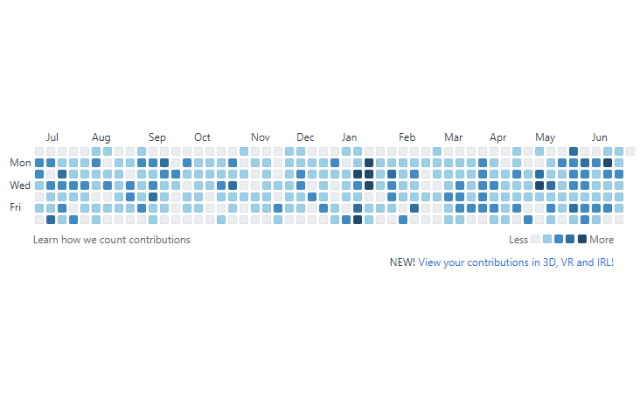 Jul Aug Sep Oct Nov Dec Jan Feb Mar Apr May Jun
Mon
Wed
Fri
Learn how we count contributions Less More
NEW! View your contributions in 3D, VR and IRL!